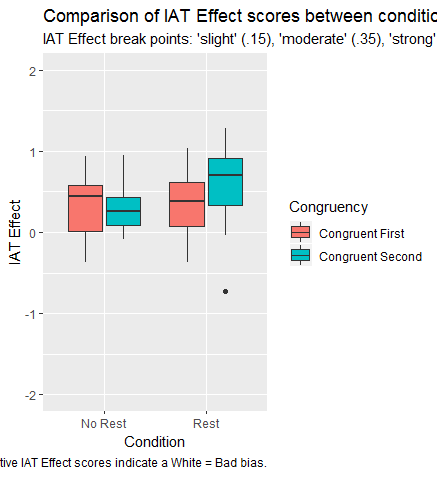 Comparison of IAT Effect scores between conditio
IAT Effect break points: 'slight' (.15), 'moderate' (.35), 'strong'
2
1
0
-1
-2
IAT Effect
No Rest Rest
Condition
Congruency
Congruent First
Congruent Second
tive IAT Effect scores indicate a White = Bad bias.